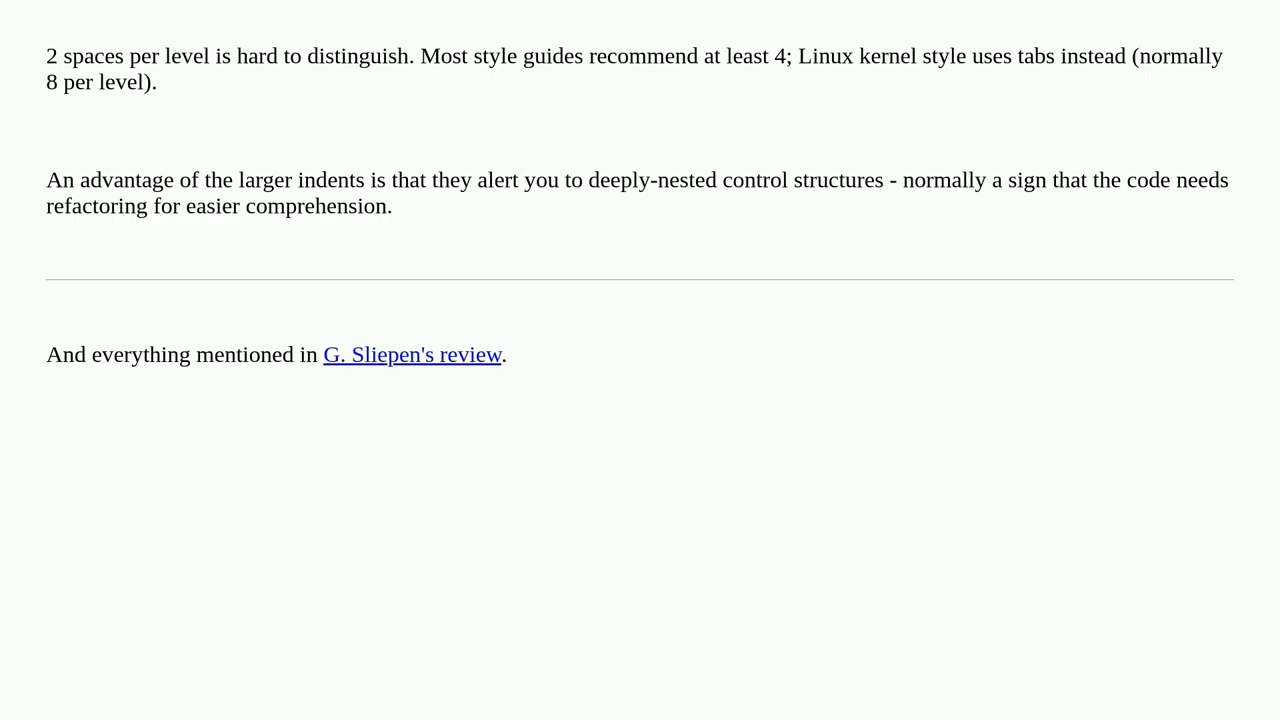 2 spaces per level is hard to distinguish. Most style guides recommend at least 4; Linux kernel style uses tabs instead (normally
8 per level).
An advantage of the larger indents is that they alert you to deeply-nested control structures - normally a sign that the code needs
refactoring for easier comprehension.
And everything mentioned in G. Sliepen's review.